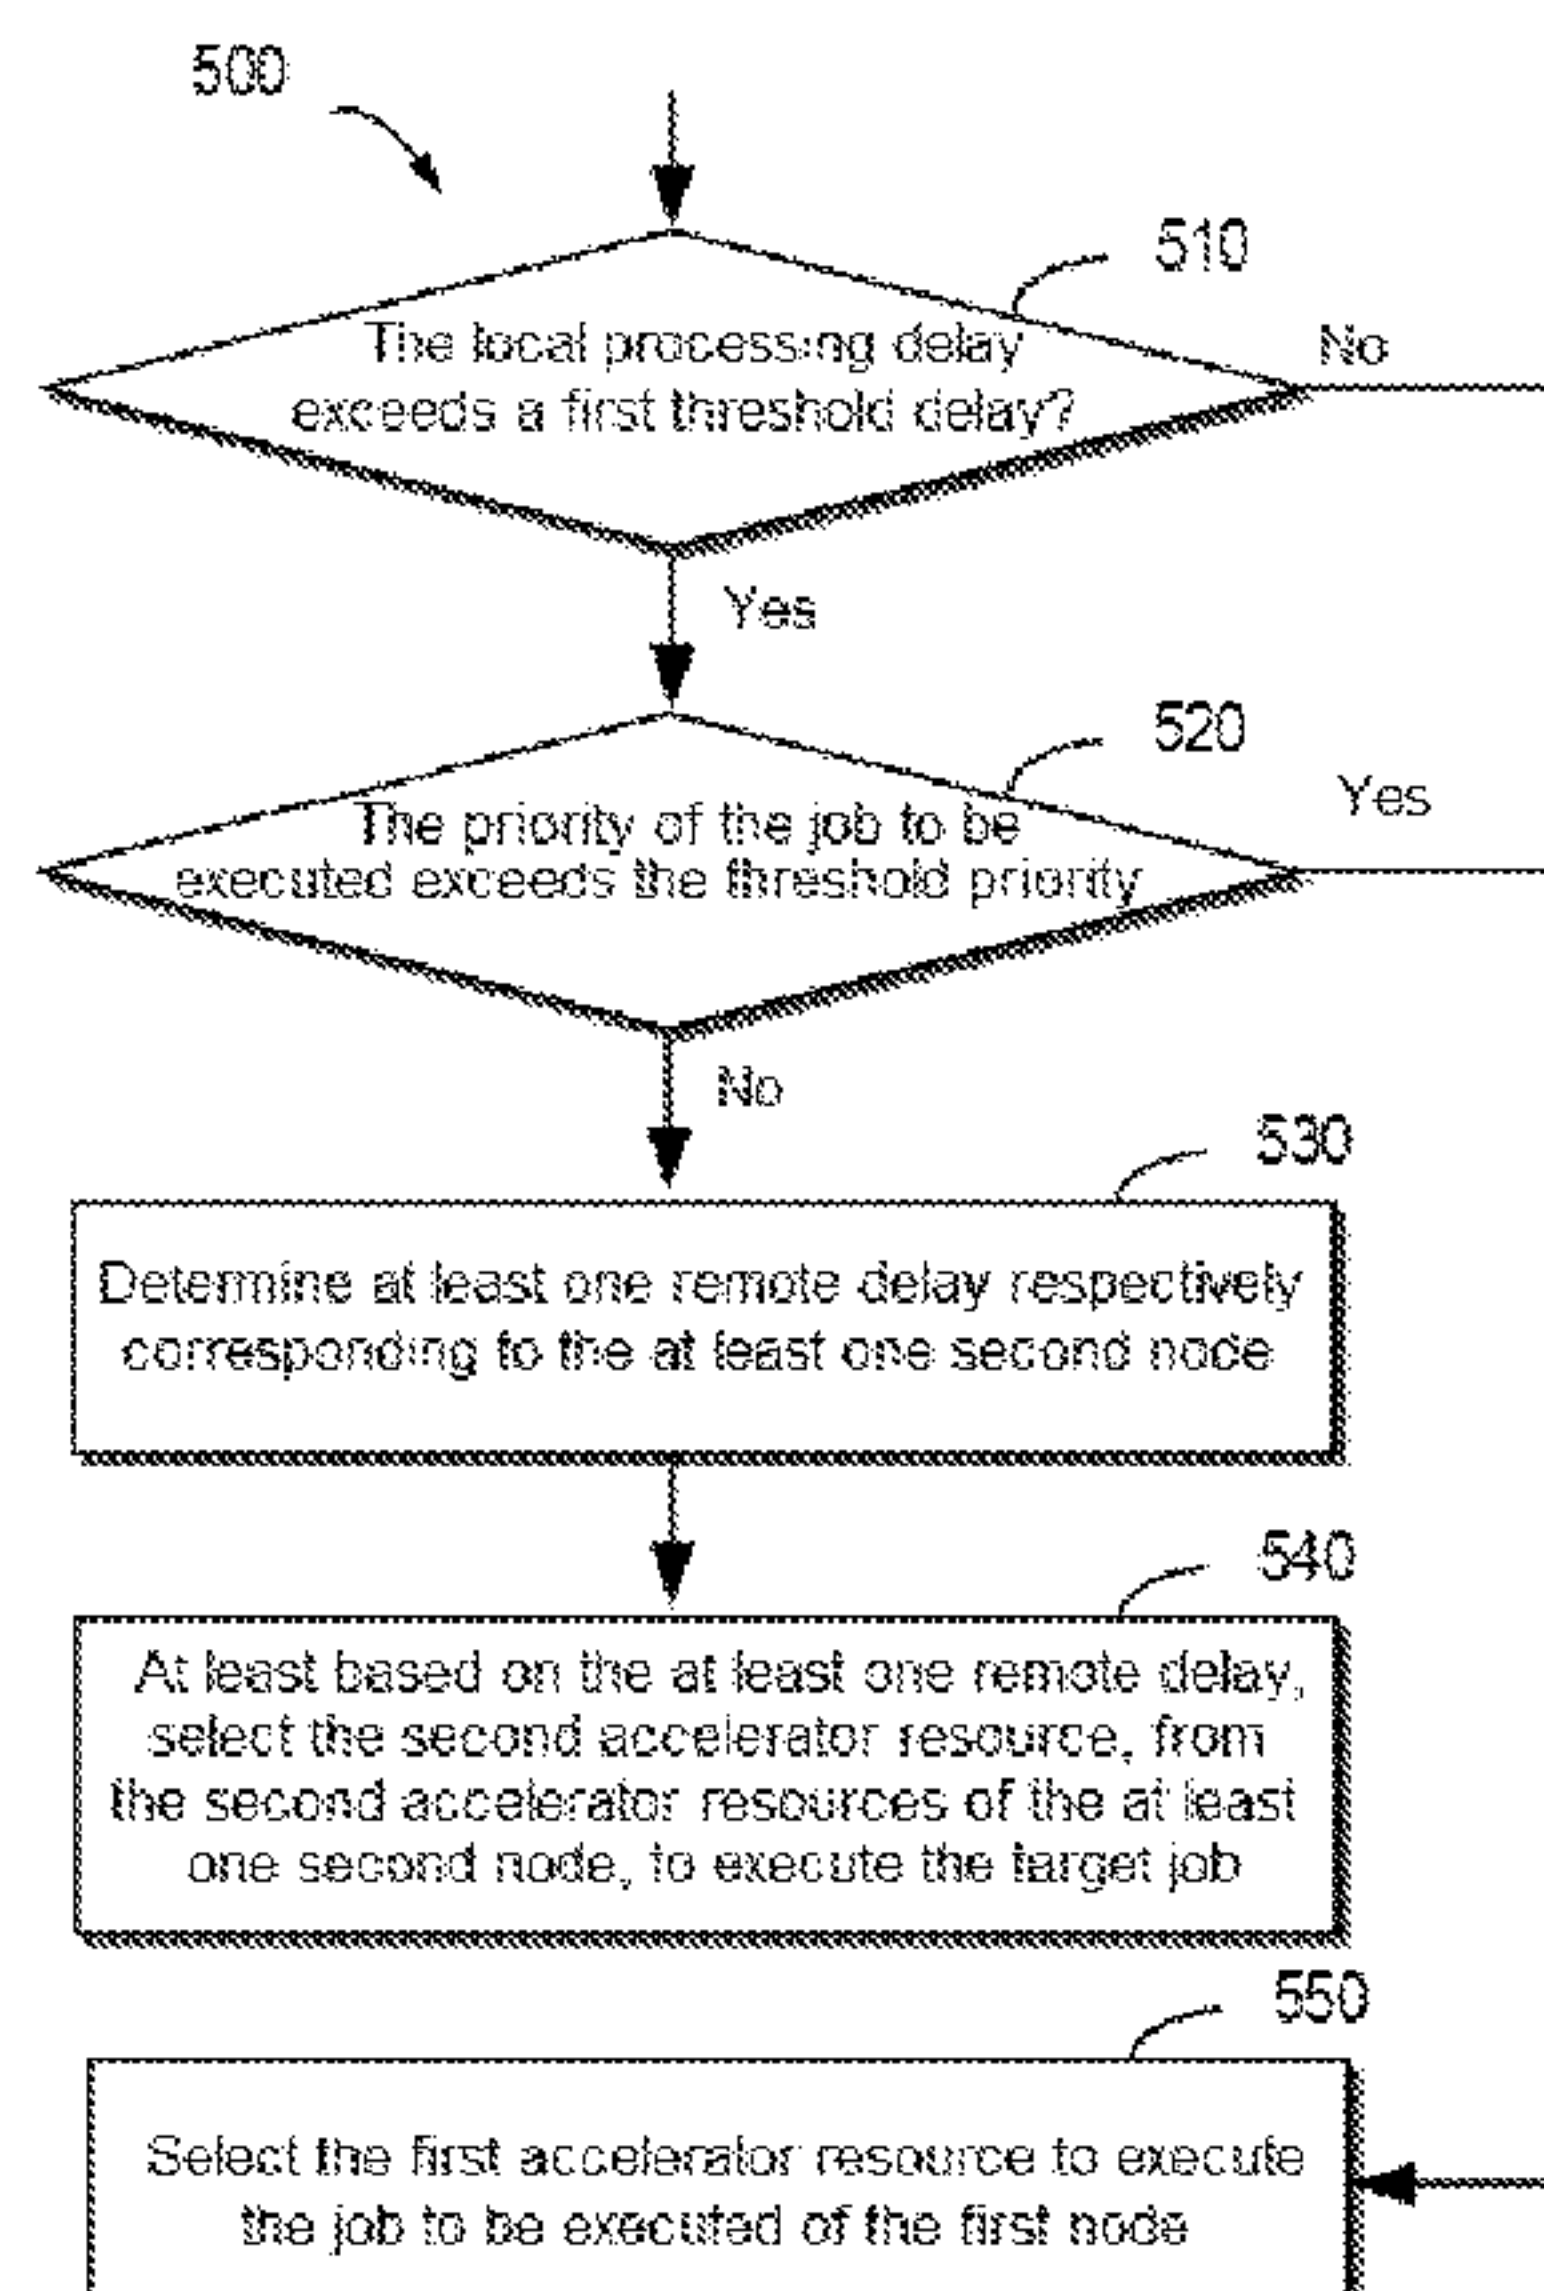 500
510
The local processing delay
exceeds a first threshold delay?
No
Yes
520
The priority of the job to be
executed exceeds the threshold priority
Yes
No
530
Determine at least one remote delay respectively
corresponding to the at least one second node
540
At least based on the at least one remote delay,
select the second accelerator resource, from
the second accelerator resources of the at least
one second node, to execute the target job
550
Select the first accelerator resource to execute
the job to be executed of the first node